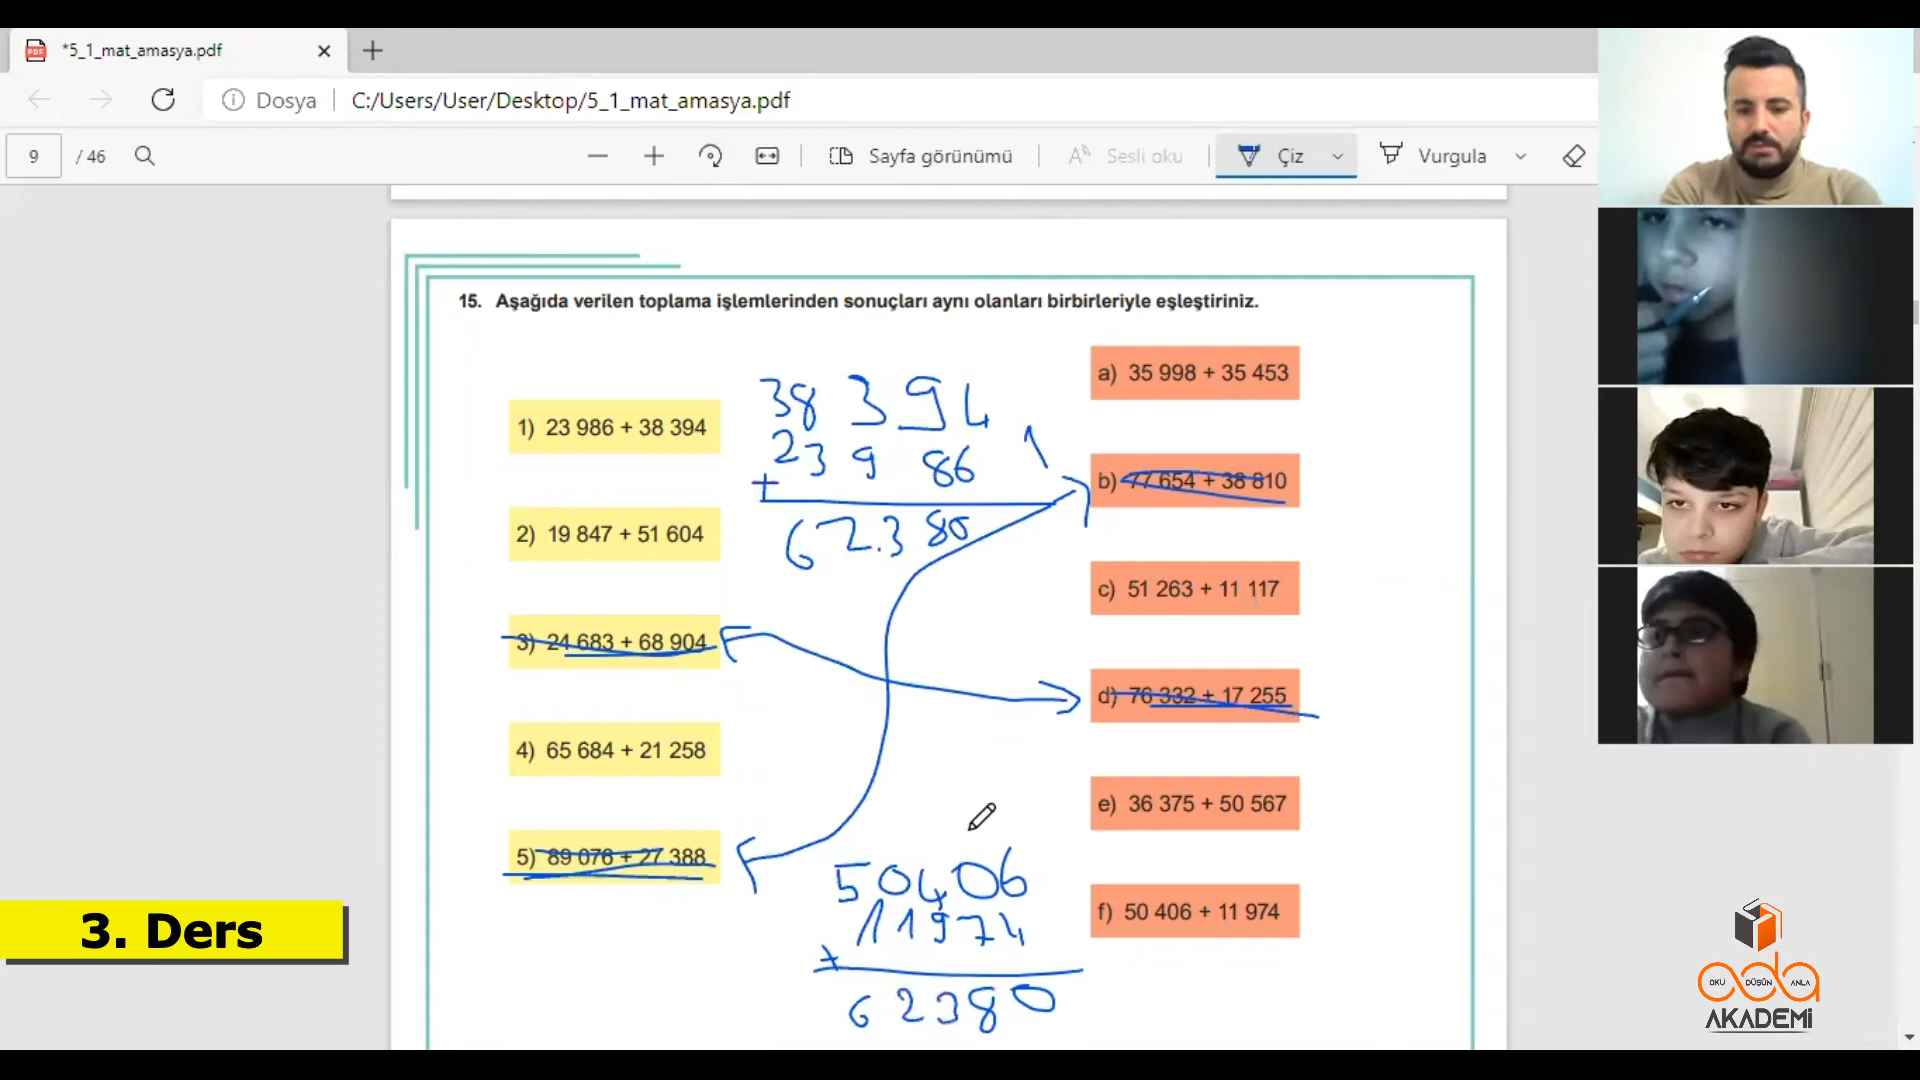 *5_1_mat_amasya.pdf
Dosya
C:/Users/User/Desktop/5_1_mat_amasya.pdf
9 / 46
Sayfa görünümü
Sesli oku
Çiz
Vurgula
15. Aşağıda verilen toplama işlemlerinden sonuçları aynı olanları birbirleriyle eşleştiriniz.
1) 23 986 + 38 394
2) 19 847 + 51 604
3) 24 683 + 68 904
4) 65 684 + 21 258
5) 89 076 + 27 388
38 394
23 986
+
62.380
a) 35 998 + 35 453
b) 77 654 + 38 810
c) 51 263 + 11 117
d) 76 332 + 17 255
e) 36 375 + 50 567
f) 50 406 + 11 974
50406
11974
+
62380
3. Ders
oda
OKU DÜŞÜN ANLA
AKADEMİ